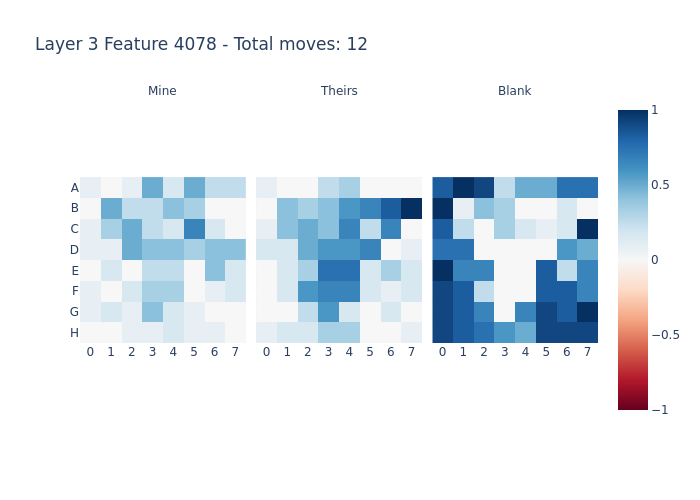 Layer 3 Feature 4078 - Total moves: 12
Mine Theirs Blank
A
B
C
D
E
F
G
H
0 1 2 3 4 5 6 7 0 1 2 3 4 5 6 7 0 1 2 3 4 5 6 7
1
0.5
0
−0.5
−1